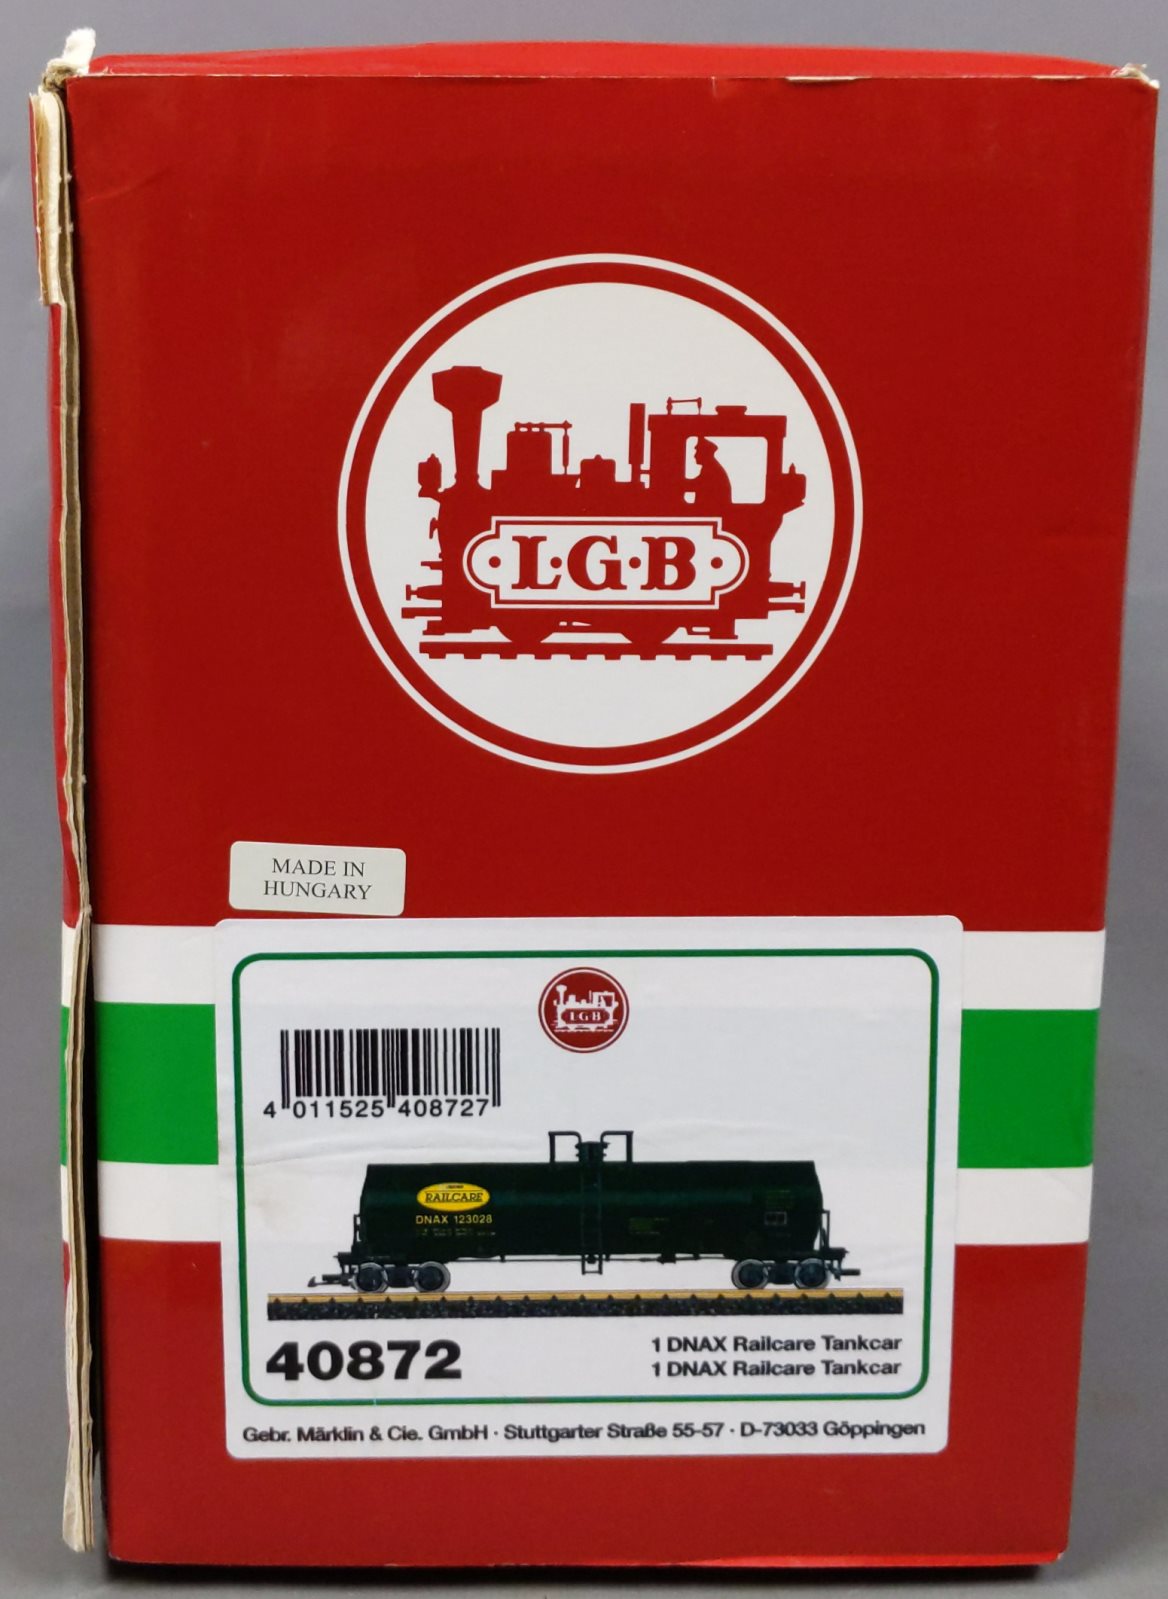 L·G·B
MADE IN
HUNGARY
L·G·B
4 011525 408727
RAILCARE
DNAX 123028
40872
1 DNAX Railcare Tankcar
1 DNAX Railcare Tankcar
Gebr. Märklin & Cie. GmbH · Stuttgarter Straße 55-57 · D-73033 Göppingen